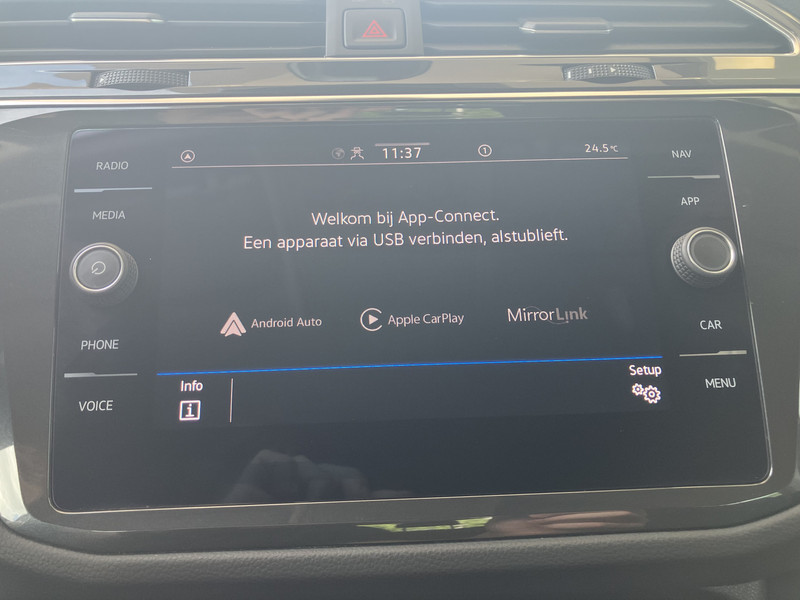 RADIO
MEDIA
PHONE
VOICE
11:37
1
24.5°C
Welkom bij App-Connect.
Een apparaat via USB verbinden, alstublieft.
Android Auto
Apple CarPlay
MirrorLink
Info
i
Setup
NAV
APP
CAR
MENU